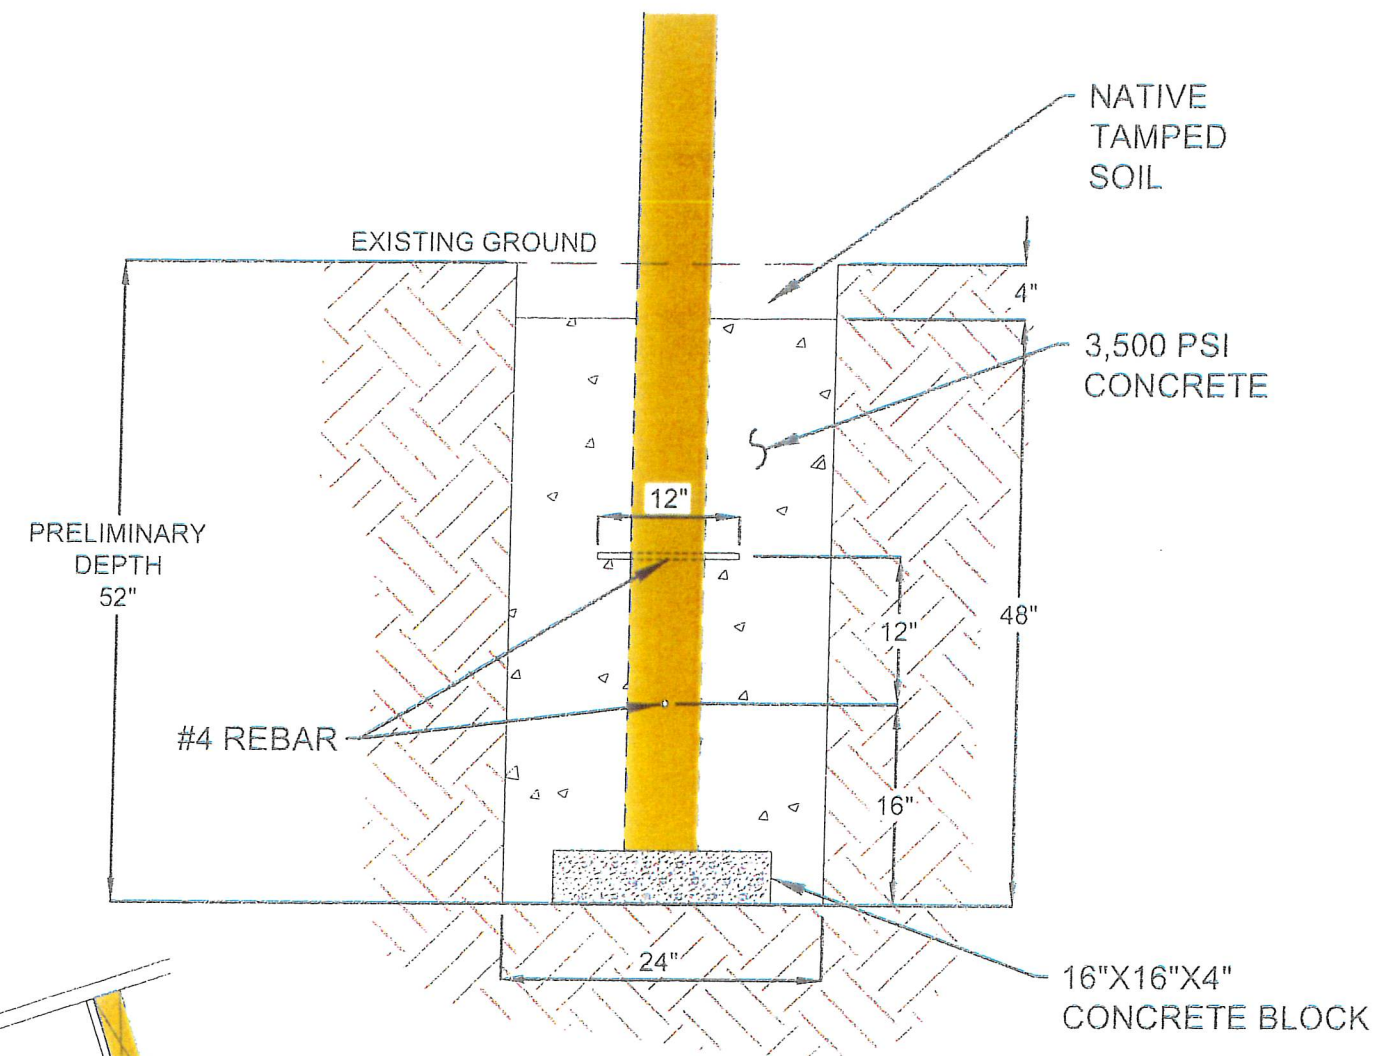 NATIVE
TAMPED
SOIL
EXISTING GROUND
4"
3,500 PSI
CONCRETE
12"
PRELIMINARY
DEPTH
52"
48"
12"
#4 REBAR
16"
24"
16"X16"X4"
CONCRETE BLOCK